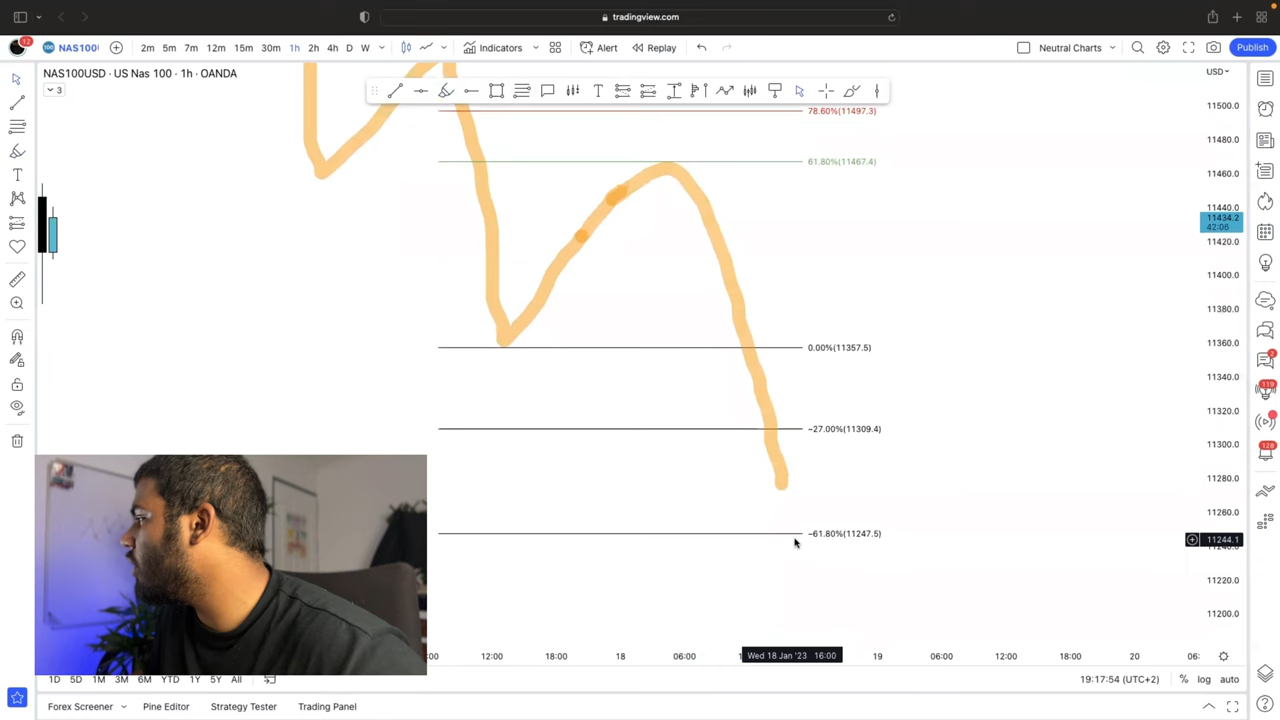 tradingview.com
12
100
NAS100
2m 5m 7m 12m 15m 30m 1h 2h 4h D W
Indicators
Alert
Replay
Neutral Charts
Publish
NAS100USD · US Nas 100 · 1h · OANDA
3
USD
78.60%(11497.3)
61.80%(11467.4)
0.00%(11357.5)
-27.00%(11309.4)
-61.80%(11247.5)
11500.0
11480.0
11460.0
11440.0
11434.2
42:06
11420.0
11400.0
11380.0
11360.0
11340.0
11320.0
11300.0
11280.0
11260.0
11244.1
11220.0
11200.0
2
119
128
12:00 18:00 18 06:00 Wed 18 Jan '23 16:00 19 06:00 12:00 18:00 20 06:
1D 5D 1M 3M 6M YTD 1Y 5Y All
19:17:54 (UTC+2) % log auto
Forex Screener Pine Editor Strategy Tester Trading Panel